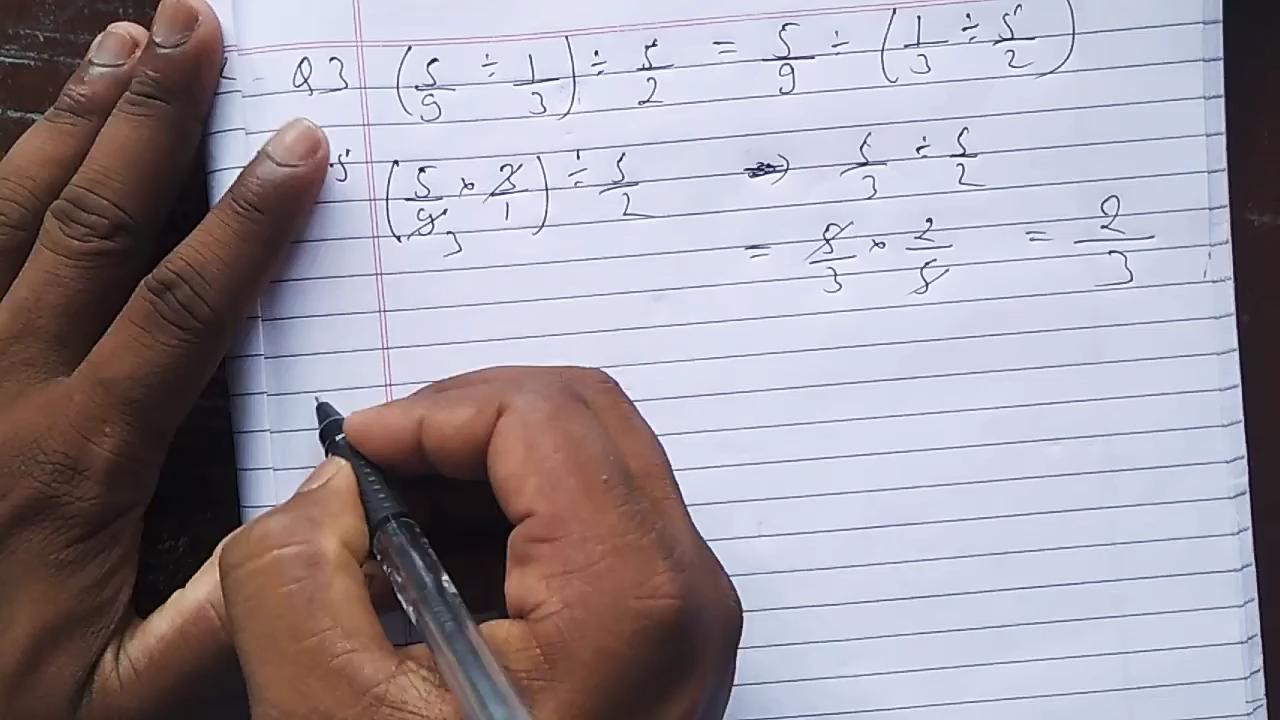 Q3 (5/9 ÷ 1/3) ÷ 5/2 = 5/9 ÷ (1/3 ÷ 5/2)
(5/9 × 3/1) ÷ 5/2 ⇒ 5/3 ÷ 5/2
3
= 5/3 × 2/5 = 2/3